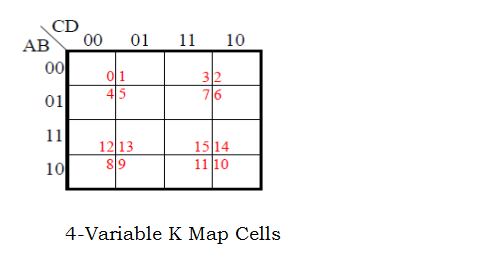 CD
AB 00 01 11 10
00 0 1 3 2
01 4 5 7 6
11 12 13 15 14
10 8 9 11 10
4-Variable K Map Cells